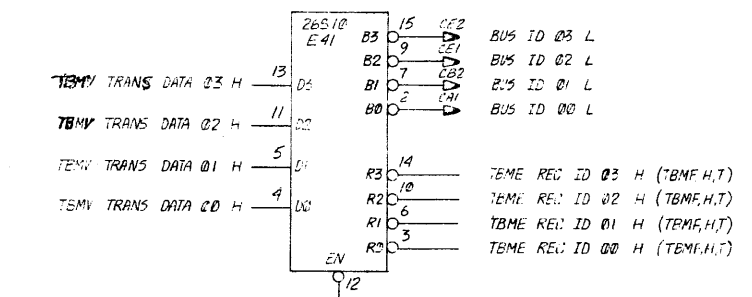 26S10
E41
B3 15 CE2 BUS ID 03 L
B2 9 CE1 BUS ID 02 L
B1 7 CB2 BUS ID 01 L
B0 2 CA1 BUS ID 00 L
TBMV TRANS DATA 03 H 13 D3
TBMV TRANS DATA 02 H 11 D2
TBMV TRANS DATA 01 H 5 D1
TBMV TRANS DATA 00 H 4 D0
R3 14 TBME REC ID 03 H (TBMF,H,T)
R2 10 TBME REC ID 02 H (TBMF,H,T)
R1 6 TBME REC ID 01 H (TBMF,H,T)
R0 3 TBME REC ID 00 H (TBMF,H,T)
EN
12